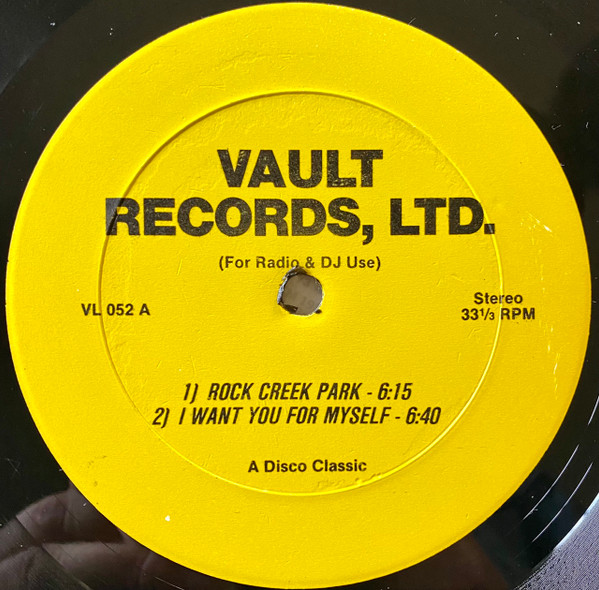 VAULT
RECORDS, LTD.
(For Radio & DJ Use)
VL 052 A
Stereo
33⅓ RPM
1) ROCK CREEK PARK - 6:15
2) I WANT YOU FOR MYSELF - 6:40
A Disco Classic